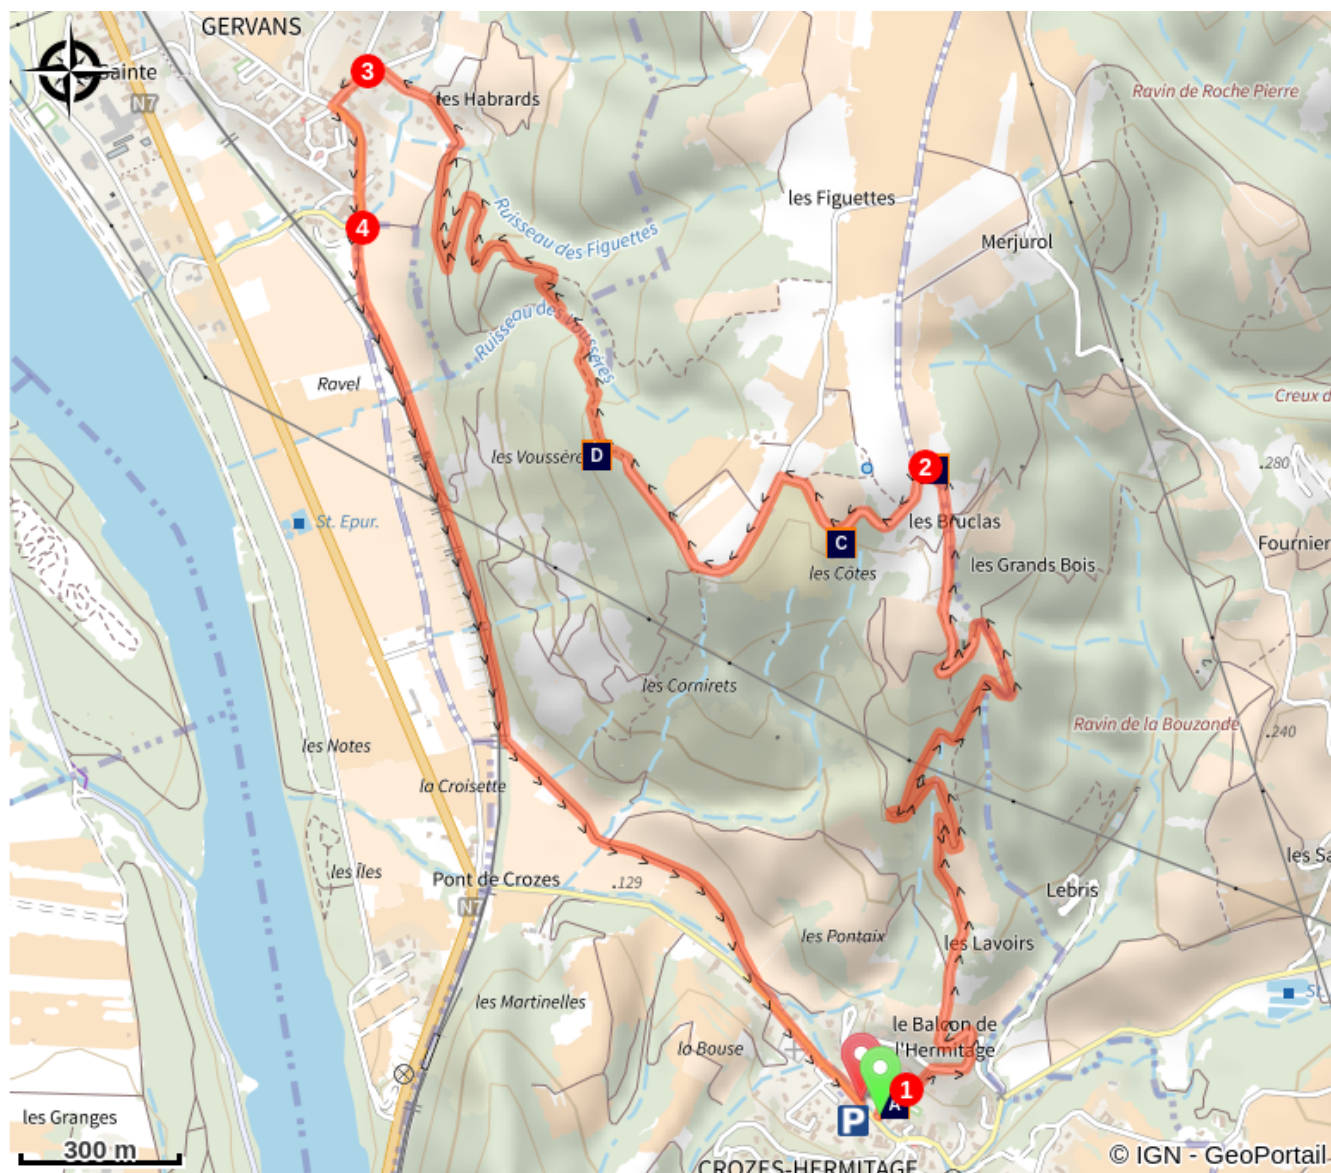 GERVANS
3
Sainte
N7
les Habrards
Ravin de Roche Pierre
les Figuettes
Ruisseau des Figuettes
4
Merjurol
Ruisseau des Voussères
Ravel
Creux d
les Voussère
D
2
.280
St. Epur.
les Bruclas
C
Fournier
les Côtes
les Grands Bois
les Cornirets
Ravin de la Bouzonde
.240
les Notes
la Croisette
les Sa
les Îles
Pont de Crozes
.129
Lebris
N7
les Pontaix
les Lavoirs
St.
les Martinelles
le Balcon de
l'Hermitage
la Bouse
1
A
P
les Granges
300 m
© IGN - GeoPortail
CROZES-HERMITAGE